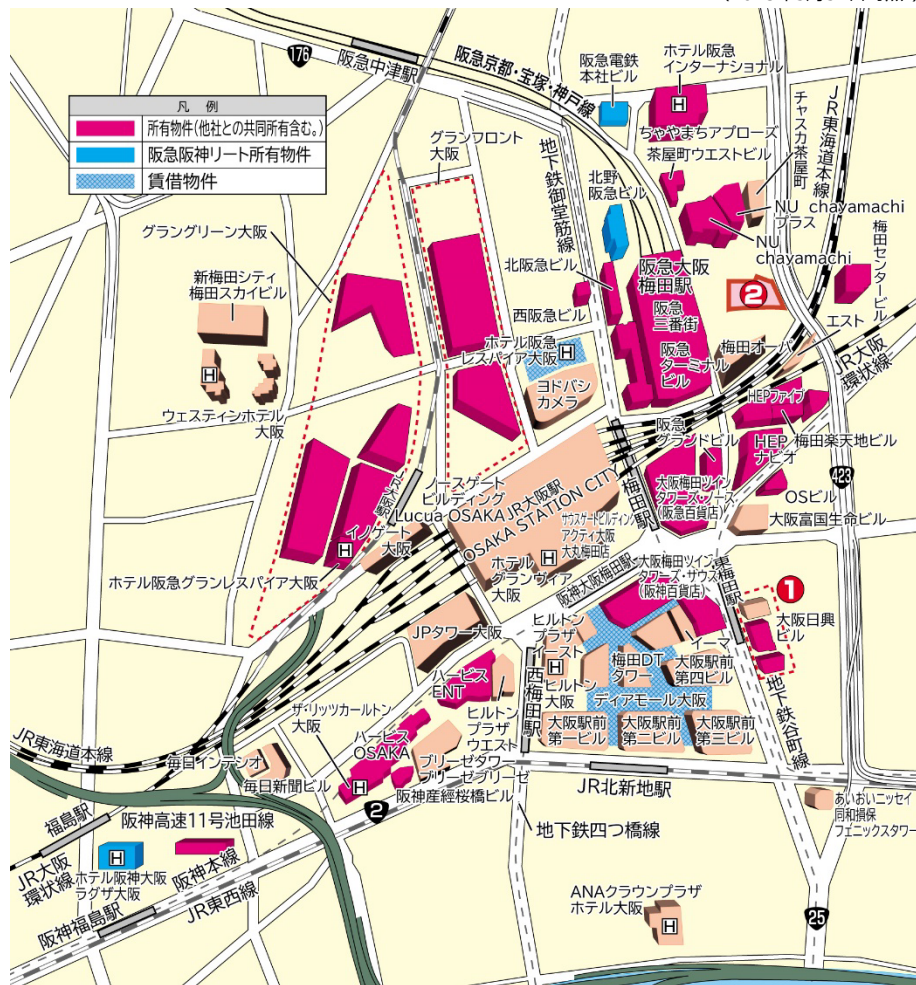 176
阪急中津駅
阪急京都・宝塚・神戸線
阪急電鉄
本社ビル
ホテル阪急
インターナショナル
凡 例
所有物件(他社との共同所有含む。)
阪急阪神リート所有物件
賃借物件
グランフロント
大阪
地下鉄御堂筋線
ちゃやまちアプローズ
茶屋町ウエストビル
チャスカ茶屋町
JR東海道本線
北野
阪急ビル
NU chayamachi
プラス
NU
chayamachi
梅田センタービル
グラングリーン大阪
新梅田シティ
梅田スカイビル
北阪急ビル
阪急大阪
梅田駅
2
西阪急ビル
阪急
三番街
エスト
ホテル阪急
レスパイア大阪
H
阪急
ターミナル
ビル
梅田オーパ
JR大阪
環状線
ヨドバシ
カメラ
H
ウェスティンホテル
大阪
HEPファイブ
阪急
グランドビル
HEP
ナビオ
梅田楽天地ビル
423
ノースゲート
ビルディング
Lucua OSAKA
JR大阪駅
OSAKA STATION CITY
JR大阪駅
梅田駅
大阪梅田ツイン
タワーズ・ノース
(阪急百貨店)
OSビル
大阪富国生命ビル
イノゲート
大阪
サウスゲートビルディング
アクティ大阪
大丸梅田店
H
ホテル
グランヴィア
大阪
H
ホテル阪急グランレスパイア大阪
阪神大阪梅田駅
大阪梅田ツイン
タワーズ・サウス
(阪神百貨店)
東梅田駅
1
大阪日興
ビル
JPタワー大阪
ヒルトン
プラザ
イースト
イーマ
ハービス
ENT
H
ヒルトン
大阪
梅田DT
タワー
大阪駅前
第四ビル
西梅田駅
ディアモール大阪
地下鉄谷町線
ザ・リッツカールトン
大阪
ヒルトン
プラザ
ウエスト
大阪駅前
第一ビル
大阪駅前
第二ビル
大阪駅前
第三ビル
ハービス
OSAKA
JR東海道本線
毎日インテシオ
毎日新聞ビル
ブリーゼタワー
ブリーゼブリーゼ
H
阪神産經桜橋ビル
JR北新地駅
2
福島駅
阪神高速11号池田線
地下鉄四つ橋線
あいおいニッセイ
同和損保
フェニックスタワー
H
JR大阪
環状線
ホテル阪神大阪
ラグザ大阪
阪神本線
JR東西線
阪神福島駅
ANAクラウンプラザ
ホテル大阪
H
25